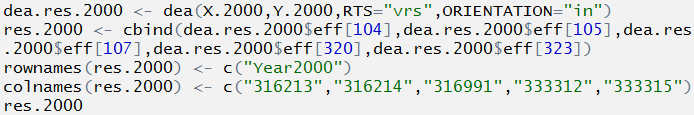 dea.res.2000 <- dea(X.2000,Y.2000,RTS="vrs",ORIENTATION="in")
res.2000 <- cbind(dea.res.2000$eff[104],dea.res.2000$eff[105],dea.res
.2000$eff[107],dea.res.2000$eff[320],dea.res.2000$eff[323])
rownames(res.2000) <- c("Year2000")
colnames(res.2000) <- c("316213","316214","316991","333312","333315")
res.2000